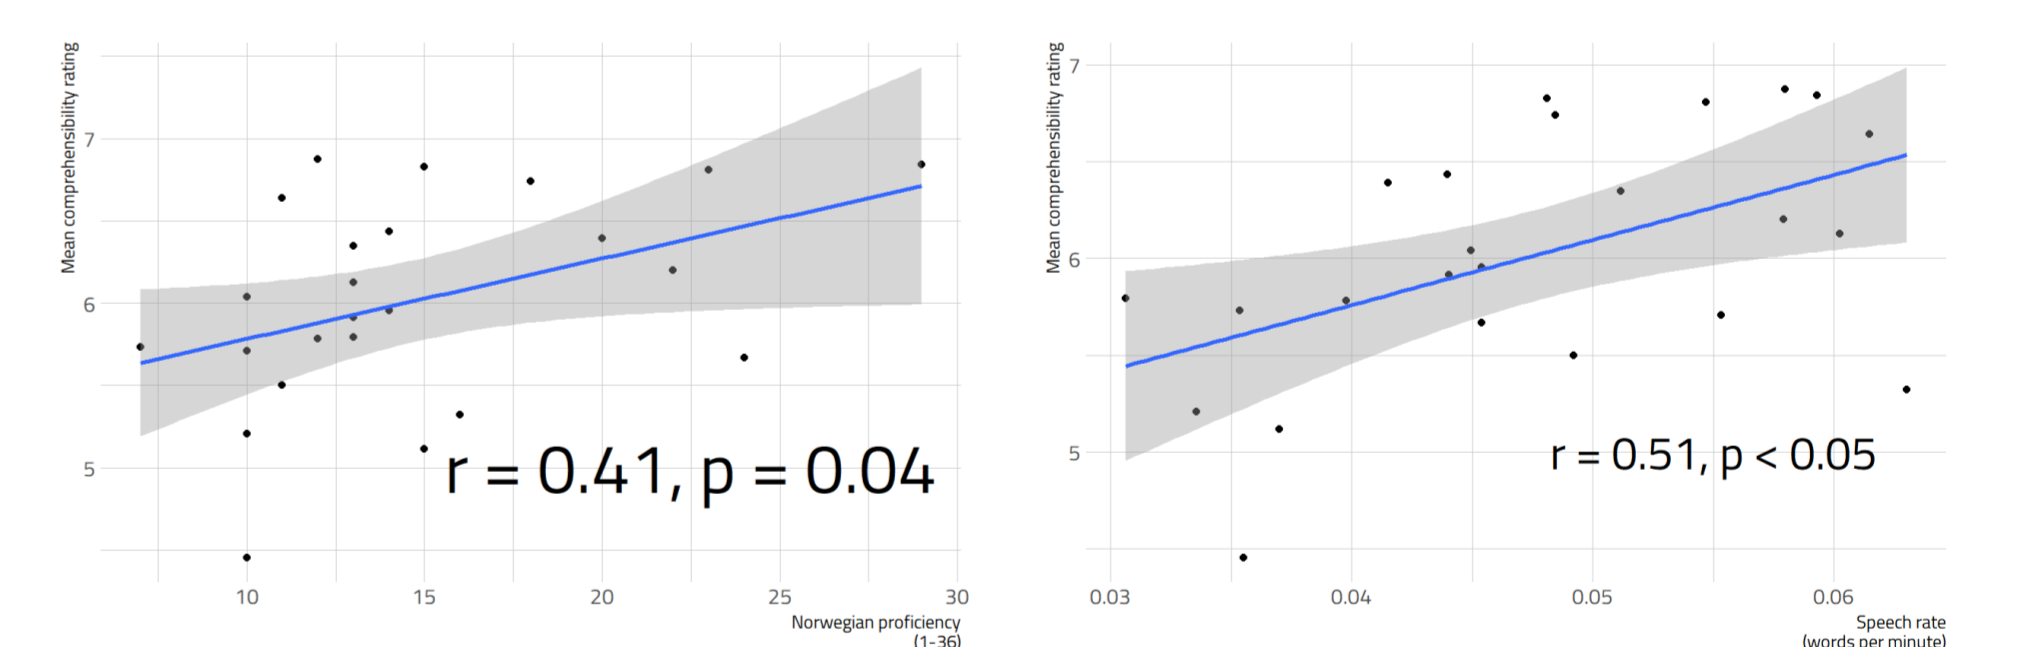 Mean comprehensibility rating
7
6
5
r = 0.41, p = 0.04
10 15 20 25 30
Norwegian proficiency
(1-36)
Mean comprehensibility rating
7
6
5
r = 0.51, p < 0.05
0.03 0.04 0.05 0.06
Speech rate
(words per minute)